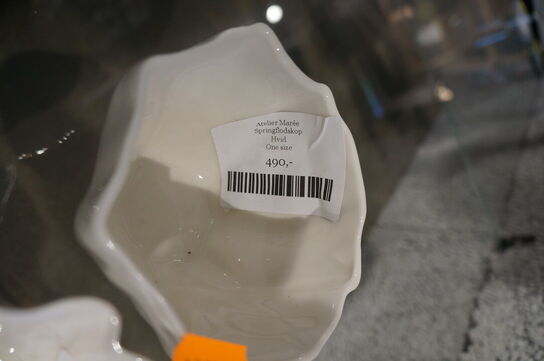 Atelier Marée
Springflodskop
Hvid
One size
490,-